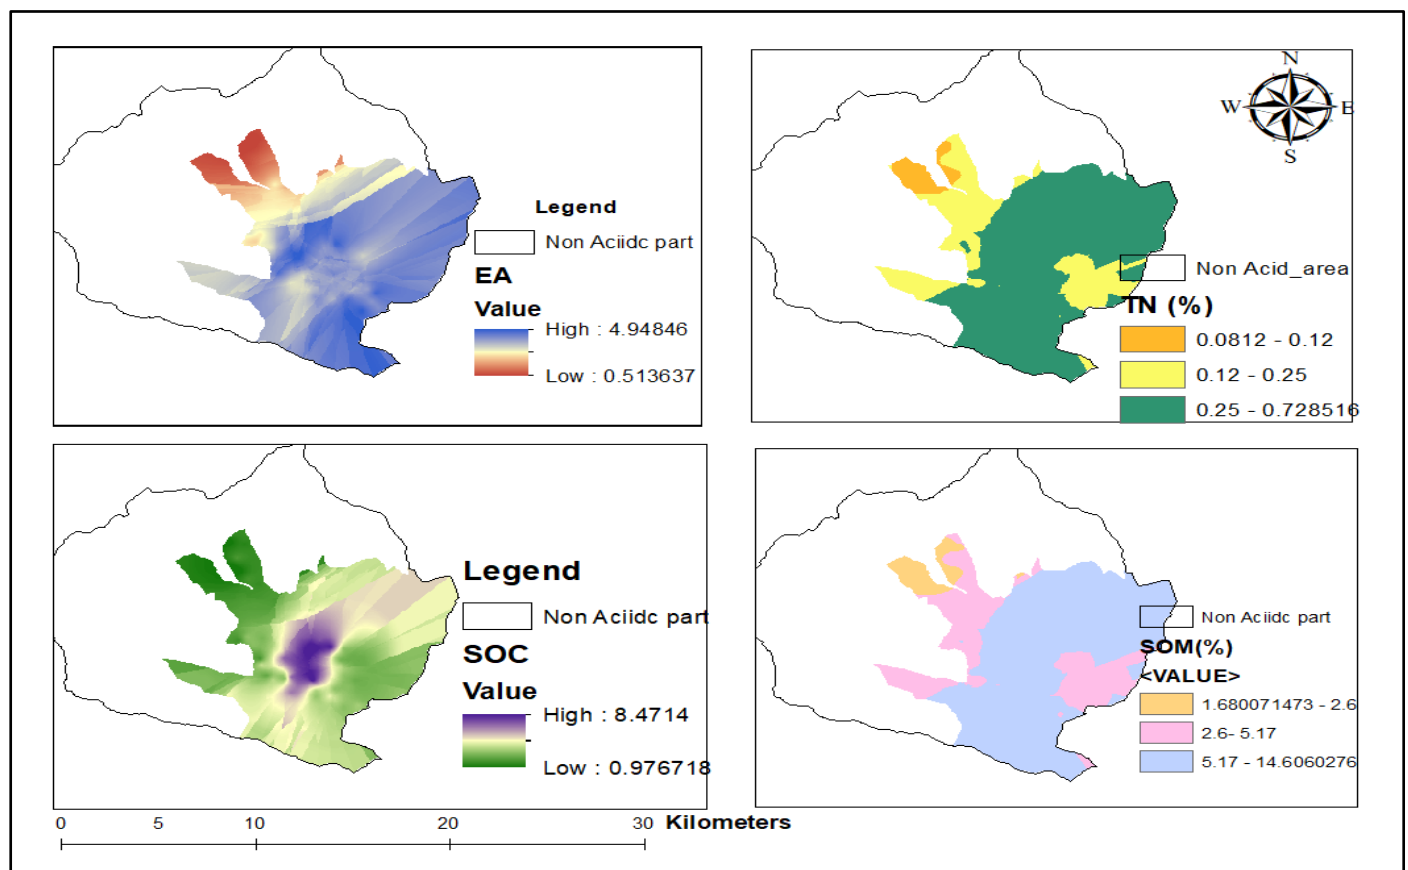 Legend
Non Aciidc part
EA
Value
High : 4.94846
Low : 0.513637
N
W E
S
Non Acid_area
TN (%)
0.0812 - 0.12
0.12 - 0.25
0.25 - 0.728516
Legend
Non Aciidc part
SOC
Value
High : 8.4714
Low : 0.976718
Non Aciidc part
SOM(%)
<VALUE>
1.680071473 - 2.6
2.6- 5.17
5.17 - 14.6060276
0 5 10 20 30 Kilometers